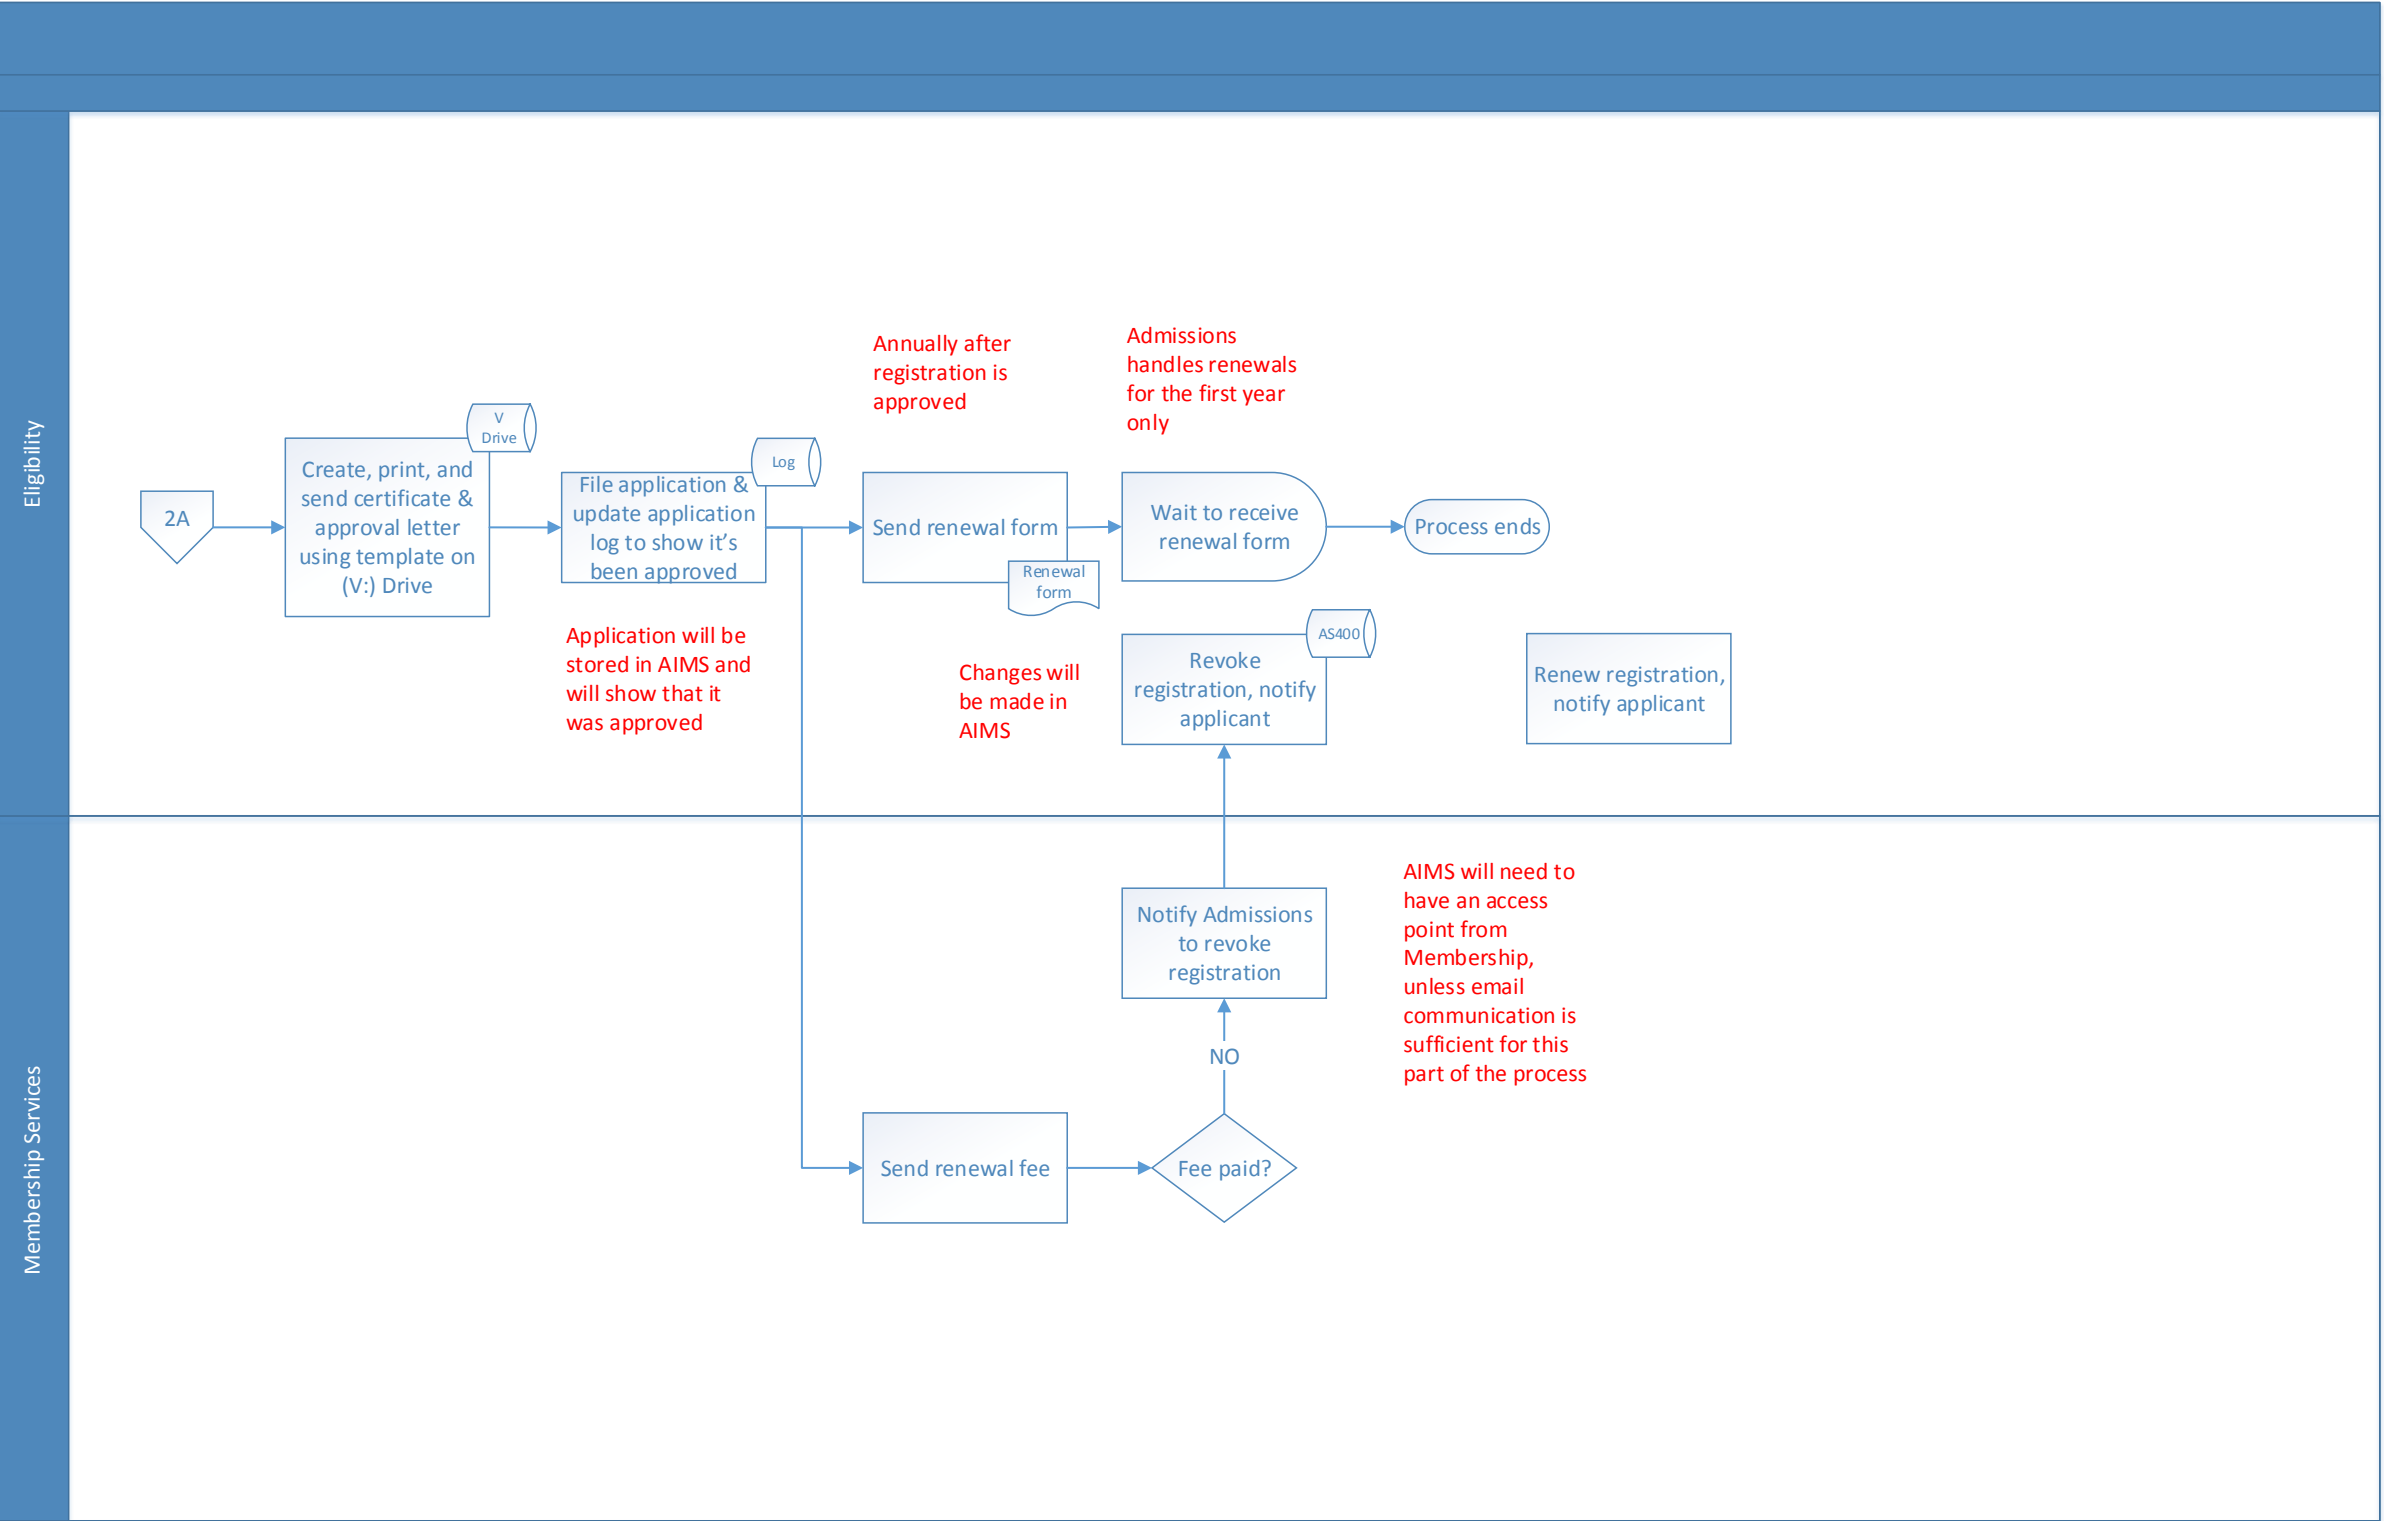 Eligibility
Annually after
registration is
approved
Admissions
handles renewals
for the first year
only
2A
V
Drive
Create, print, and
send certificate &
approval letter
using template on
(V:) Drive
Log
File application &
update application
log to show it’s
been approved
Send renewal form
Renewal
form
Wait to receive
renewal form
Process ends
Application will be
stored in AIMS and
will show that it
was approved
Changes will
be made in
AIMS
AS400
Revoke
registration, notify
applicant
Renew registration,
notify applicant
Membership Services
Notify Admissions
to revoke
registration
AIMS will need to
have an access
point from
Membership,
unless email
communication is
sufficient for this
part of the process
NO
Send renewal fee
Fee paid?